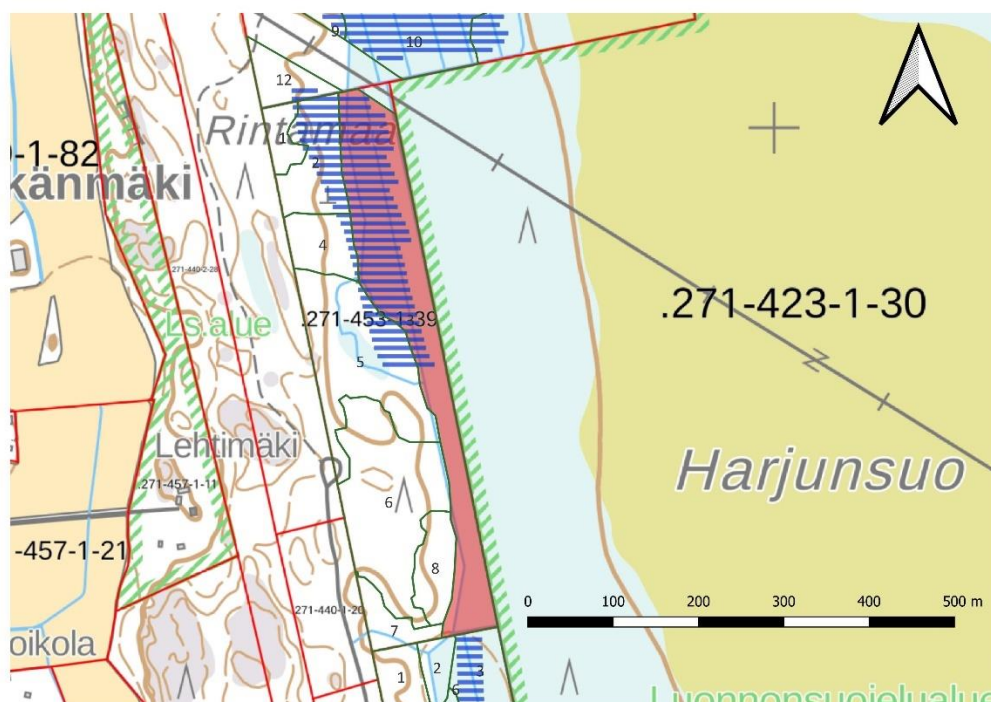 9
10
12
)-1-82
känmäki
Rintamaa
1
2
4
271-440-2-28
.271-453-1-39
.271-423-1-30
Ls.alue
5
Lehtimäki
.271-457-1-11
6
Harjunsuo
-457-1-21
8
0 100 200 300 400 500 m
271-440-1-20
7
oikola
1
2
3
6
Luonnonsuojelualue